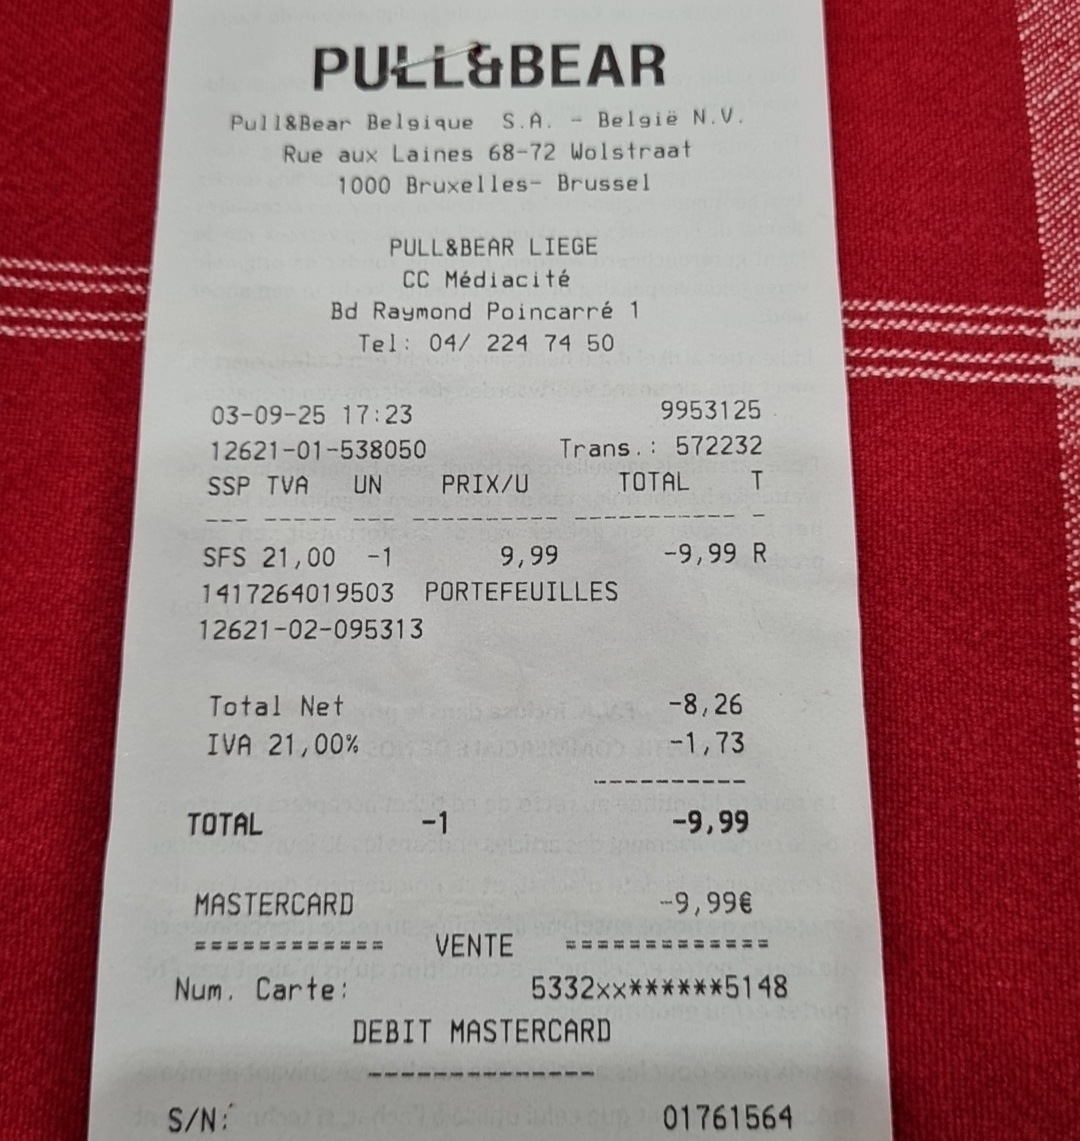 PULL&BEAR
Pull&Bear Belgique S.A. - België N.V.
Rue aux Laines 68-72 Wolstraat
1000 Bruxelles- Brussel
PULL&BEAR LIEGE
CC Médiacité
Bd Raymond Poincarré 1
Tel: 04/ 224 74 50
03-09-25 17:23 9953125
12621-01-538050 Trans.: 572232
SSP TVA UN PRIX/U TOTAL T
--- ----- -- --------- ---------- -
SFS 21,00 -1 9,99 -9,99 R
1417264019503 PORTEFEUILLES
12621-02-095313
Total Net -8,26
IVA 21,00% -1,73
----------
TOTAL -1 -9,99
MASTERCARD -9,99€
============ VENTE =============
Num. Carte: 5332xx******5148
DEBIT MASTERCARD
--------------
S/N: 01761564